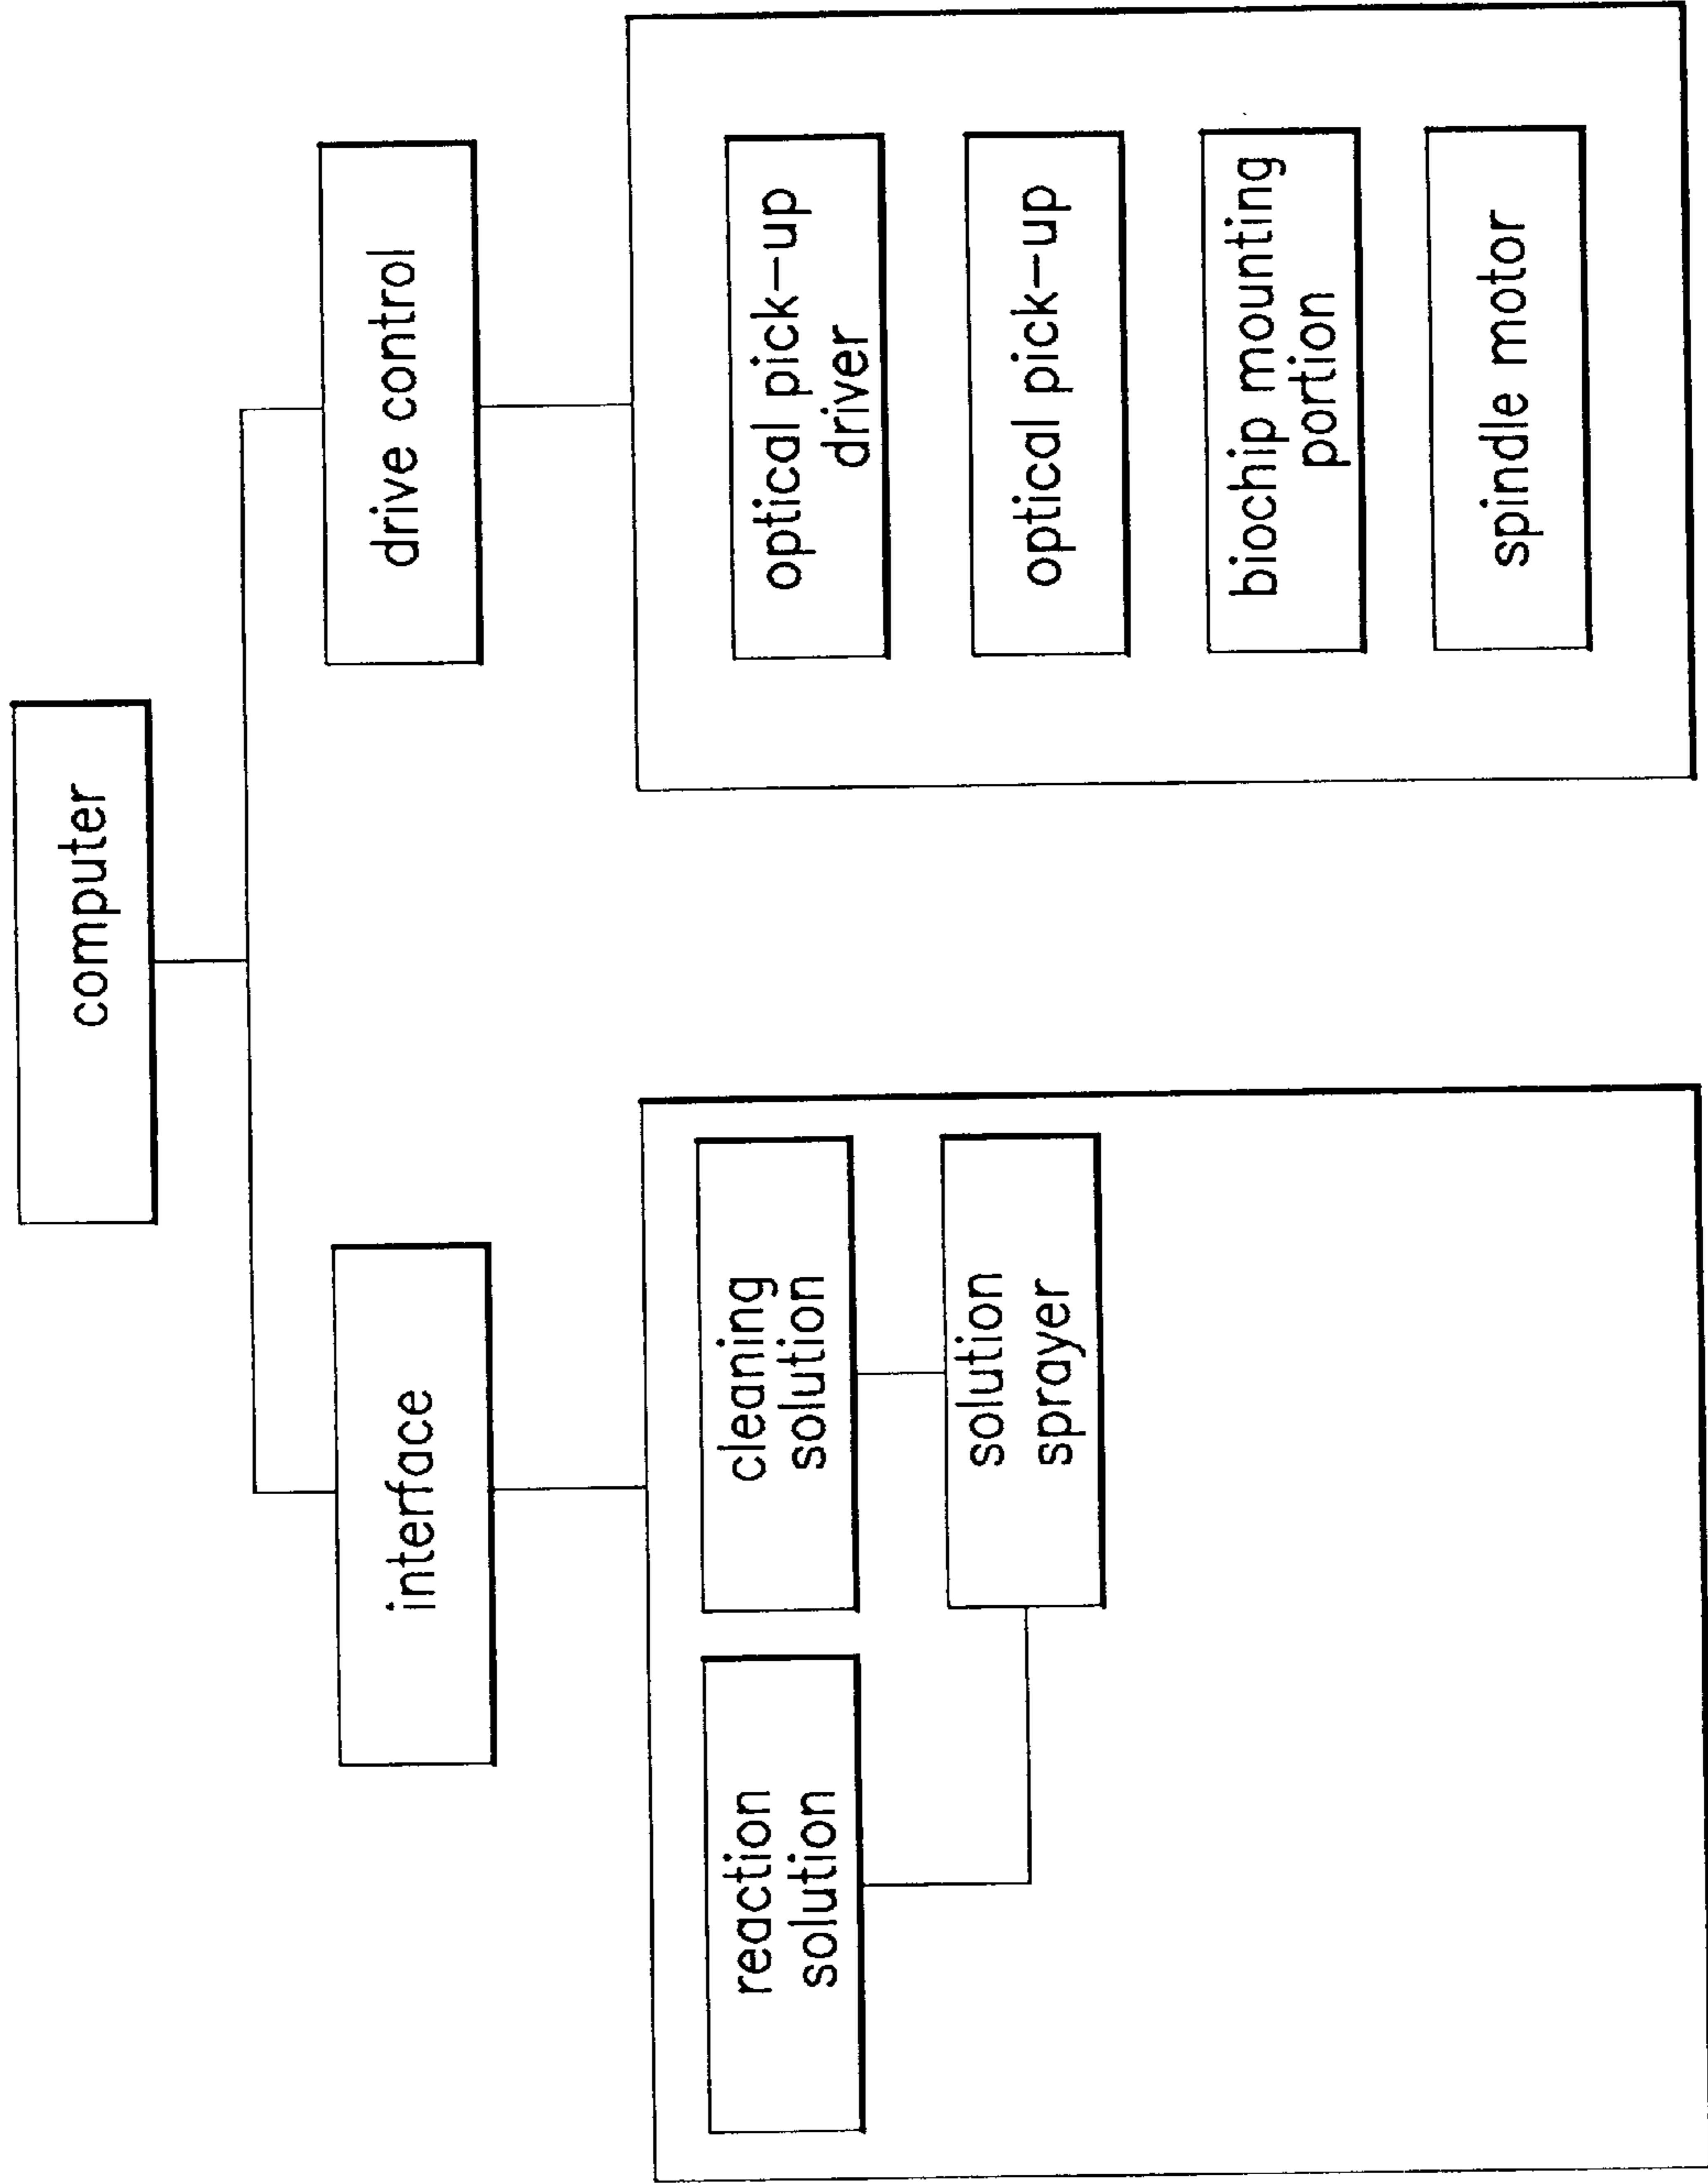 computer
interface
drive control
reaction
solution
cleaning
solution
solution
sprayer
optical pick-up
driver
optical pick-up
biochip mounting
portion
spindle motor